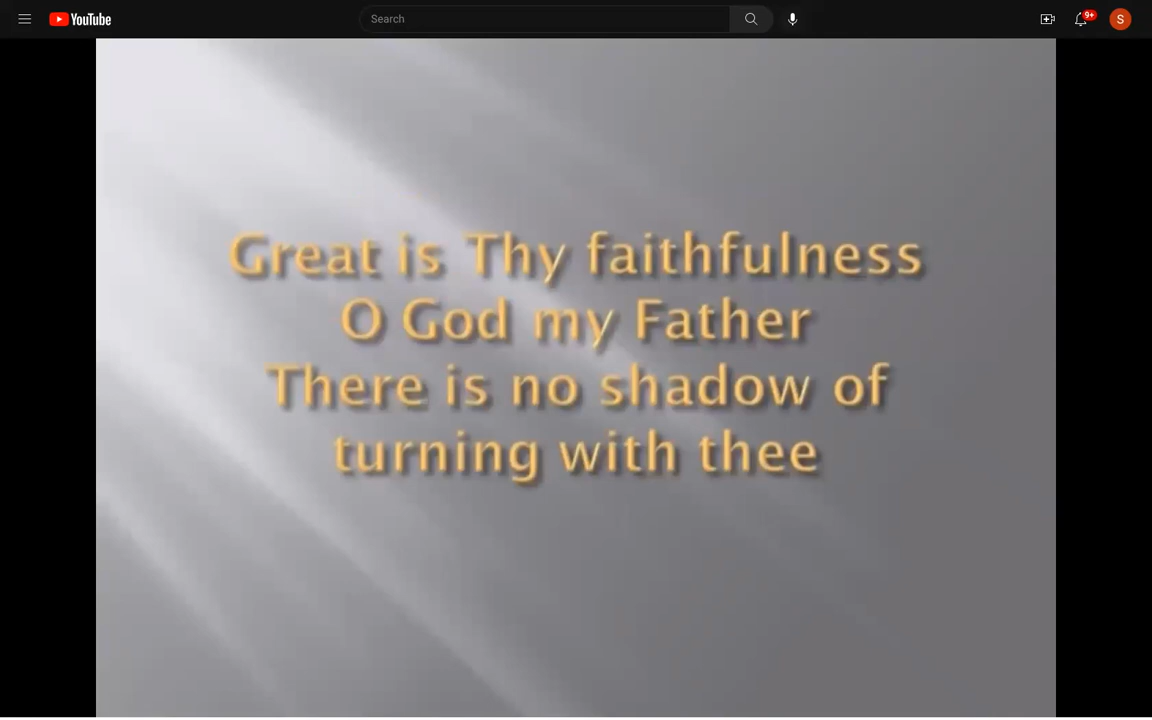 YouTube
Search
9+
S
Great is Thy faithfulness
O God my Father
There is no shadow of
turning with thee